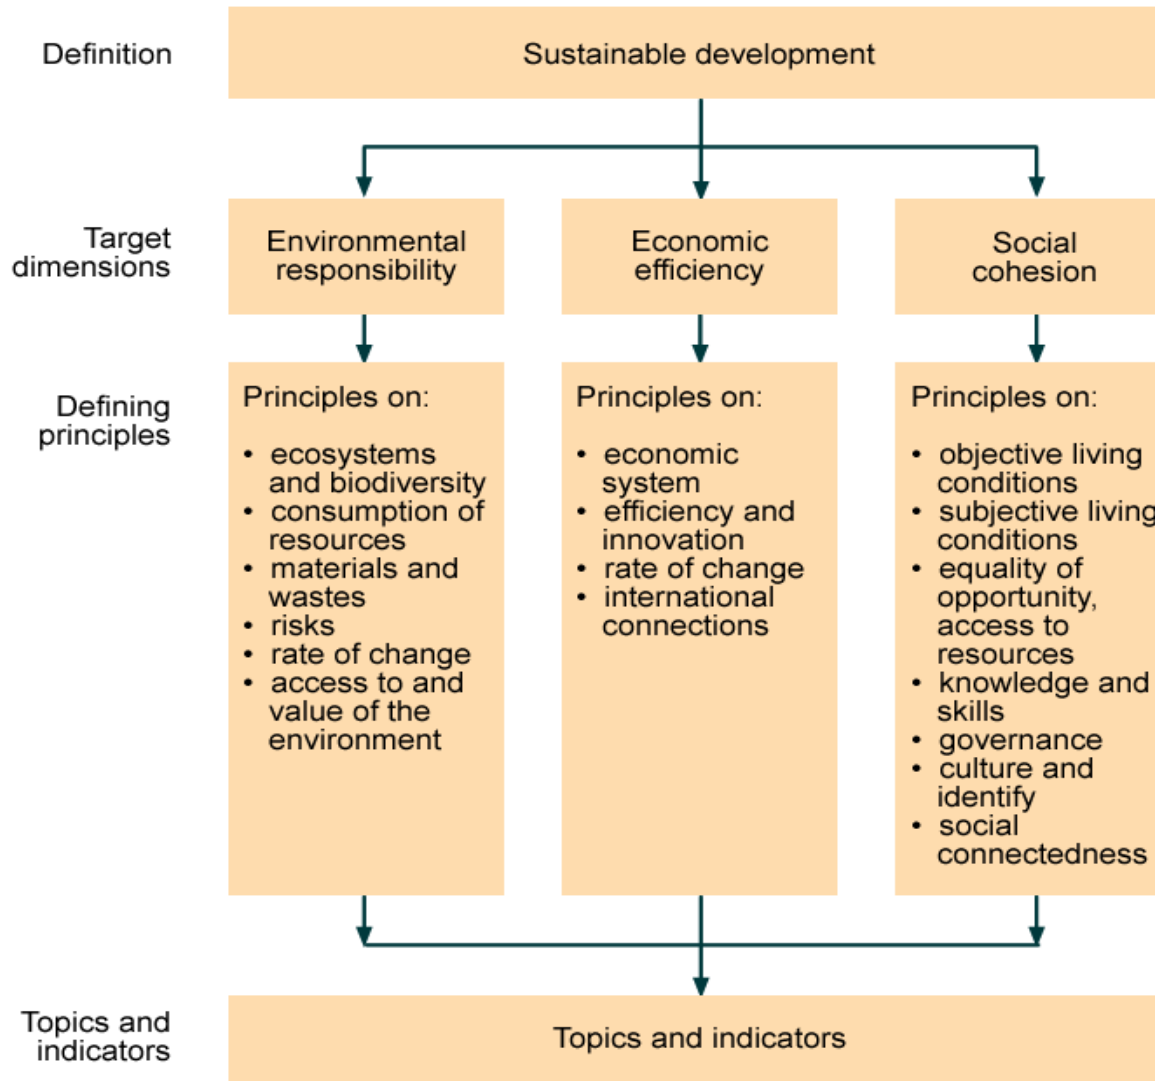 Definition
Sustainable development
Target
dimensions
Environmental
responsibility
Economic
efficiency
Social
cohesion
Defining
principles
Principles on:
• ecosystems
and biodiversity
• consumption of
resources
• materials and
wastes
• risks
• rate of change
• access to and
value of the
environment
Principles on:
• economic
system
• efficiency and
innovation
• rate of change
• international
connections
Principles on:
• objective living
conditions
• subjective living
conditions
• equality of
opportunity,
access to
resources
• knowledge and
skills
• governance
• culture and
identify
• social
connectedness
Topics and
indicators
Topics and indicators